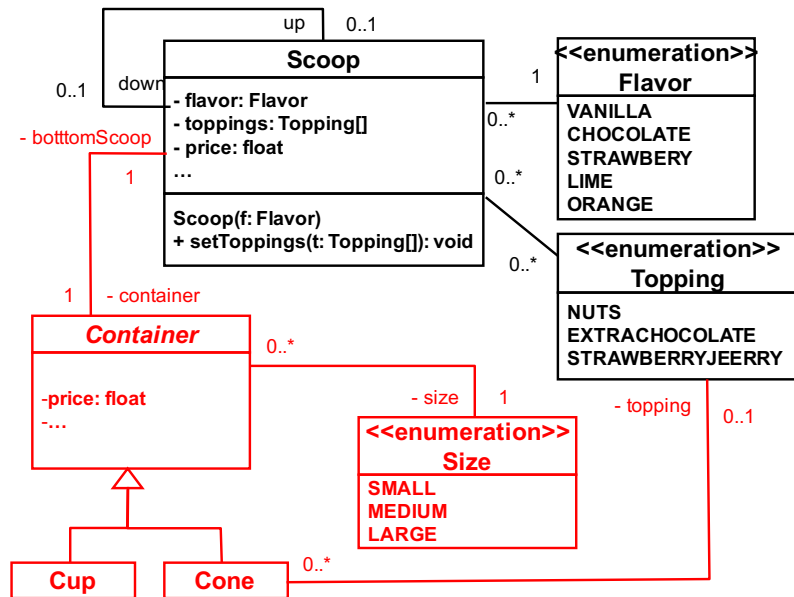 up
0..1
0..1
down
Scoop
- flavor: Flavor
- toppings: Topping[]
- price: float
...
Scoop(f: Flavor)
+ setToppings(t: Topping[]): void
1
0..*
<<enumeration>>
Flavor
VANILLA
CHOCOLATE
STRAWBERY
LIME
ORANGE
0..*
0..*
<<enumeration>>
Topping
NUTS
EXTRACHOCOLATE
STRAWBERRYJEERRY
- botttomScoop
1
1
- container
Container
-price: float
-...
0..*
- size
1
<<enumeration>>
Size
SMALL
MEDIUM
LARGE
- topping
0..1
Cup
Cone
0..*